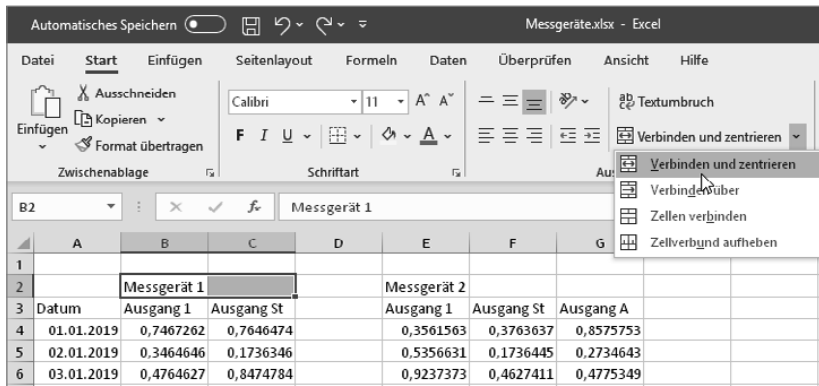 Automatisches Speichern Messgeräte.xlsx - Excel
Datei Start Einfügen Seitenlayout Formeln Daten Überprüfen Ansicht Hilfe
Einfügen
Ausschneiden
Kopieren
Format übertragen
Zwischenablage
Calibri 11 A A
F I U A
Schriftart
ab Textumbruch
Verbinden und zentrieren
Au
Verbinden und zentrieren
Verbinden über
Zellen verbinden
Zellverbund aufheben
B2 fx Messgerät 1
A B C D E F G
1
2 Messgerät 1 Messgerät 2
3 Datum Ausgang 1 Ausgang St Ausgang 1 Ausgang St Ausgang A
4 01.01.2019 0,7467262 0,7646474 0,3561563 0,3763637 0,8575753
5 02.01.2019 0,3464646 0,1736346 0,5356631 0,1736445 0,2734643
6 03.01.2019 0,4764627 0,8474784 0,9237373 0,4627411 0,4775349